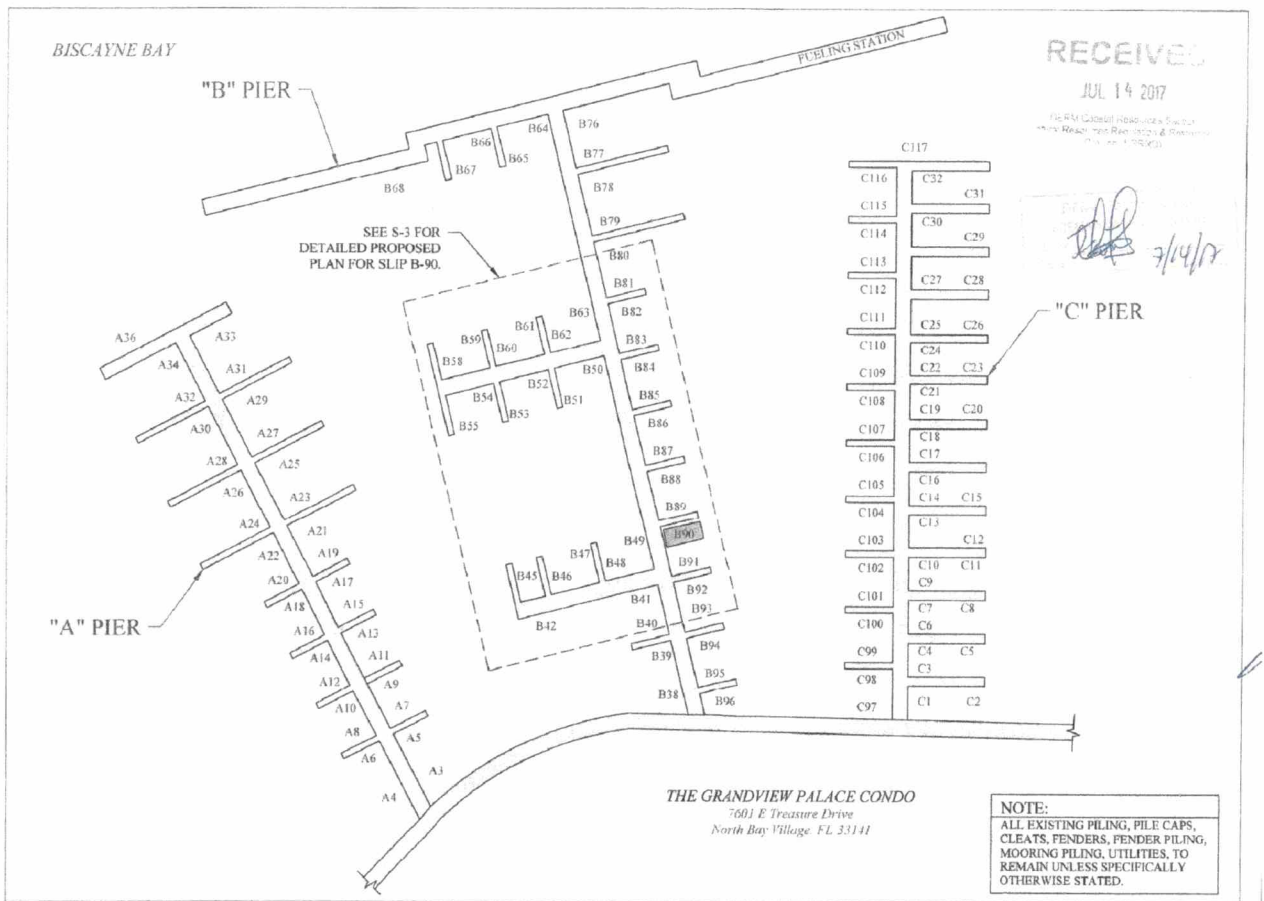 BISCAYNE BAY
"B" PIER
FUELING STATION
RECEIVED
JUL 14 2017
7/14/17
SEE S-3 FOR
DETAILED PROPOSED
PLAN FOR SLIP B-90.
"C" PIER
"A" PIER
A36
A33
A34
A31
A32
A29
A30
A27
A28
A25
A26
A23
A24
A21
A22
A19
A20
A17
A18
A15
A16
A13
A14
A11
A12
A9
A10
A7
A8
A5
A6
A3
A4
B64
B76
B66
B65
B67
B68
B77
B78
B79
B80
B81
B63
B82
B61
B62
B59
B60
B58
B83
B50
B84
B52
B51
B54
B53
B55
B85
B86
B87
B88
B89
B90
B49
B47
B48
B45
B46
B91
B41
B92
B42
B40
B93
B39
B94
B95
B38
B96
C117
C116
C32
C31
C115
C30
C114
C29
C113
C27
C28
C112
C111
C25
C26
C110
C24
C22
C23
C109
C21
C108
C19
C20
C107
C18
C106
C17
C105
C16
C14
C15
C104
C13
C103
C12
C102
C10
C11
C9
C101
C7
C8
C100
C6
C99
C4
C5
C3
C98
C97
C1
C2
THE GRANDVIEW PALACE CONDO
7601 E Treasure Drive
North Bay Village, FL 33141
NOTE:
ALL EXISTING PILING, PILE CAPS,
CLEATS, FENDERS, FENDER PILING,
MOORING PILING, UTILITIES, TO
REMAIN UNLESS SPECIFICALLY
OTHERWISE STATED.